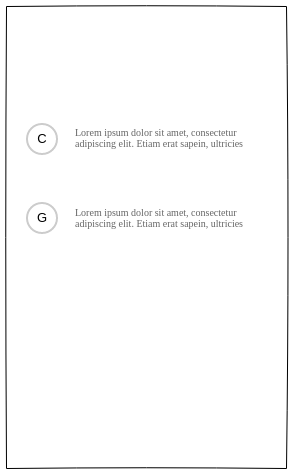 C
Lorem ipsum dolor sit amet, consectetur
adipiscing elit. Etiam erat sapein, ultricies
G
Lorem ipsum dolor sit amet, consectetur
adipiscing elit. Etiam erat sapein, ultricies